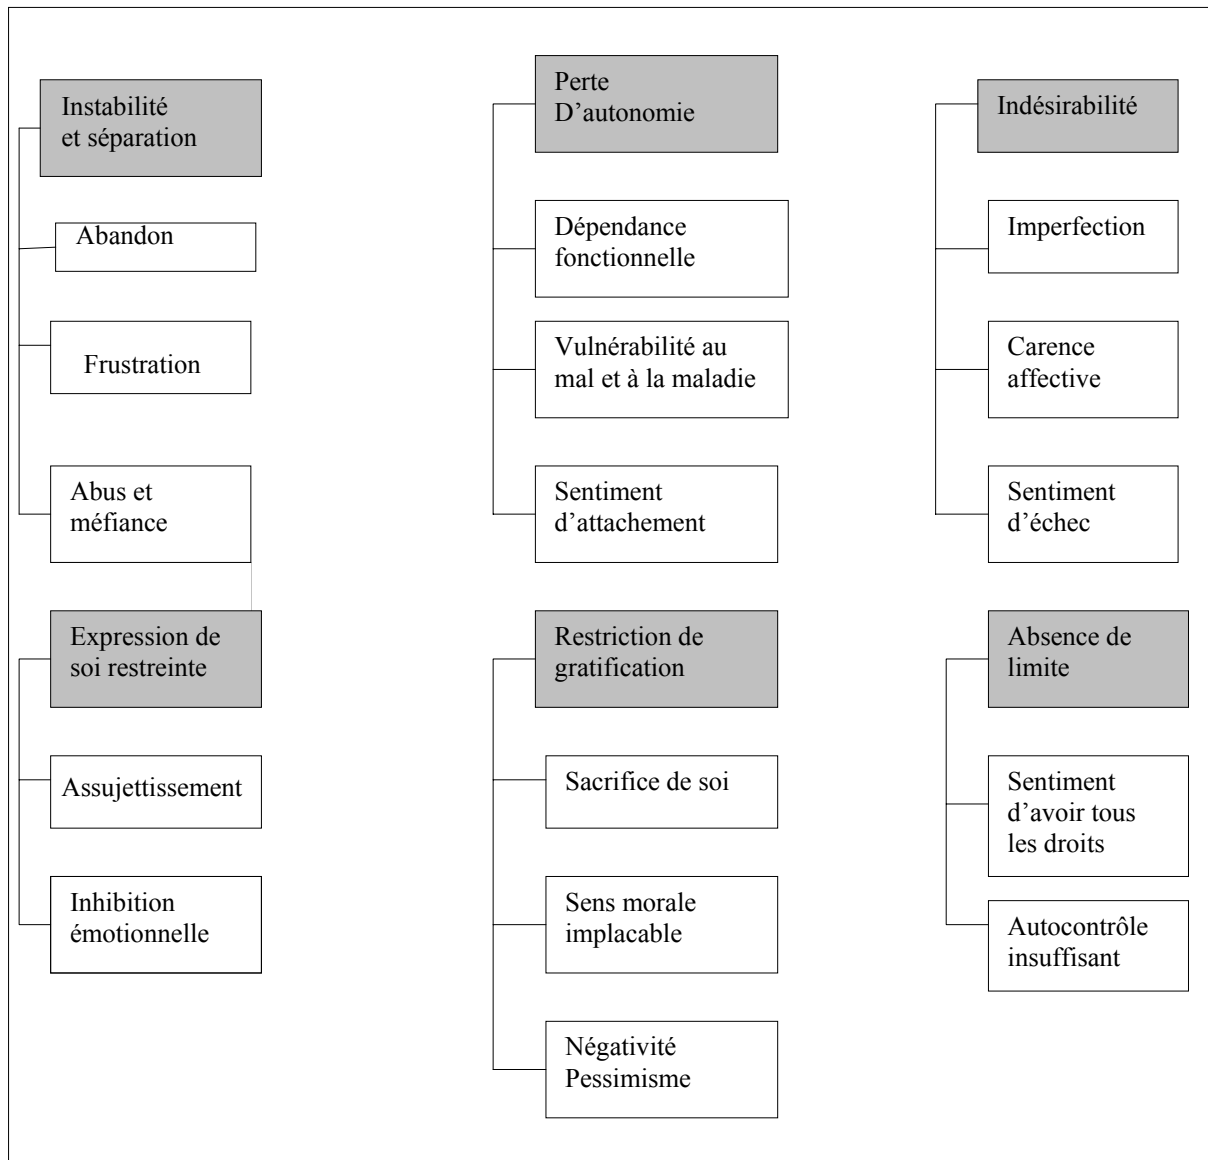 Instabilité
et séparation
Abandon
Frustration
Abus et
méfiance
Perte
D’autonomie
Dépendance
fonctionnelle
Vulnérabilité au
mal et à la maladie
Sentiment
d’attachement
Indésirabilité
Imperfection
Carence
affective
Sentiment
d’échec
Expression de
soi restreinte
Assujettissement
Inhibition
émotionnelle
Restriction de
gratification
Sacrifice de soi
Sens morale
implacable
Négativité
Pessimisme
Absence de
limite
Sentiment
d’avoir tous
les droits
Autocontrôle
insuffisant